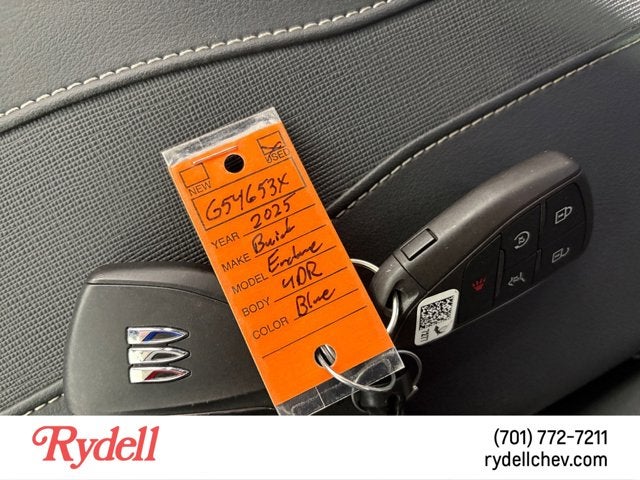 NEW
USED
G54653X
YEAR 2025
MAKE Buick
MODEL Enclave
BODY 4DR
COLOR Blue
Rydell
(701) 772-7211
rydellchev.com